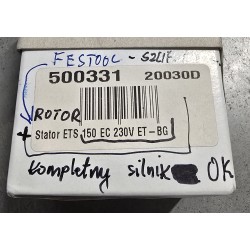 FESTOOL - SZLIF
500331 20030D
ROTOR
+ Stator ETS 150 EC 230V ET-BG
kompletny silnik OK